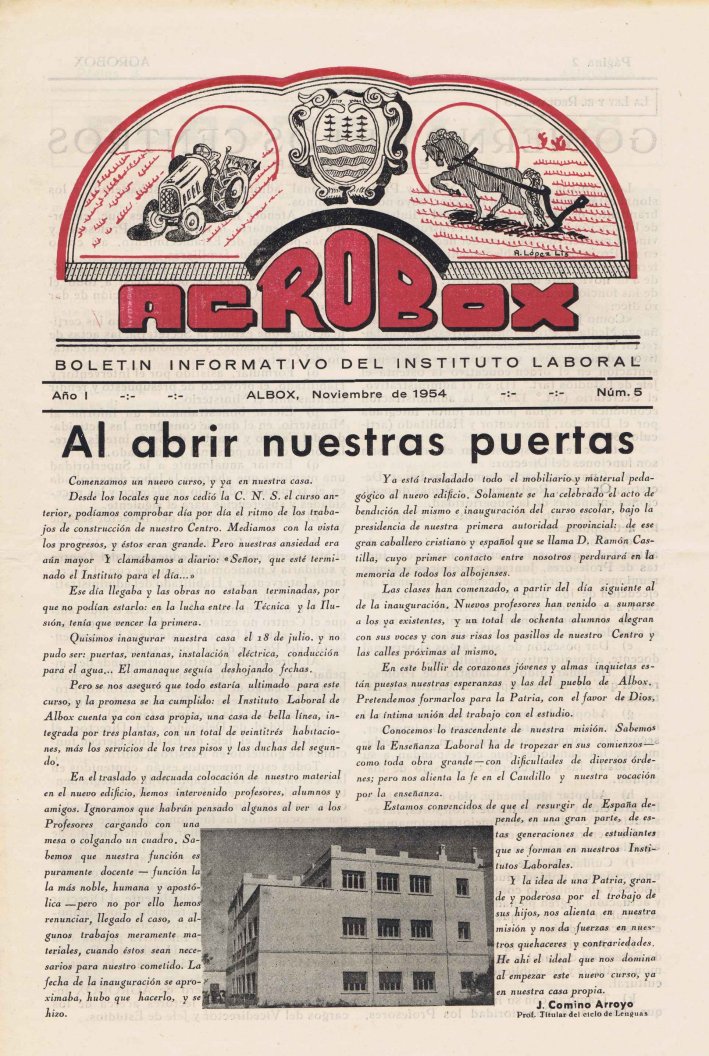 A. López Lis
AGROBOX
BOLETIN INFORMATIVO DEL INSTITUTO LABORAL
Año I -:- -:- ALBOX, Noviembre de 1954 -:- -:- Núm. 5
Al abrir nuestras puertas
Comenzamos un nuevo curso, y ya en nuestra casa.
Desde los locales que nos cedió la C. N. S. el curso an-
terior, podíamos comprobar día por día el ritmo de los traba-
jos de construcción de nuestro Centro. Mediamos con la vista
los progresos, y éstos eran grande. Pero nuestras ansiedad era
aún mayor Y clamábamos a diario: «Señor, que esté termi-
nado el Instituto para el día...»
Ese día llegaba y las obras no estaban terminadas, por
que no podían estarlo: en la lucha entre la Técnica y la Ilu-
sión, tenía que vencer la primera.
Quisimos inaugurar nuestra casa el 18 de julio. y no
pudo ser: puertas, ventanas, instalación eléctrica, conducción
para el agua... El amanaque seguía deshojando fechas.
Pero se nos aseguró que todo estaría ultimado para este
curso, y la promesa se ha cumplido: el Instituto Laboral de
Albox cuenta ya con casa propia, una casa de bella línea, in-
tegrada por tres plantas, con un total de veintitrés habitacio-
nes, más los servicios de los tres pisos y las duchas del segun-
do.
En el traslado y adecuada colocación de nuestro material
en el nuevo edificio, hemos intervenido profesores, alumnos y
amigos. Ignoramos que habrán pensado algunos al ver a los
Profesores cargando con una
mesa o colgando un cuadro. Sa-
bemos que nuestra función es
puramente docente — función la
la más noble, humana y apostó-
lica — pero no por ello hemos
renunciar, llegado el caso, a al-
gunos trabajos meramente ma-
teriales, cuando éstos sean nece-
sarios para nuestro cometido. La
fecha de la inauguración se apro-
ximaba, hubo que hacerlo, y se
hizo.
Ya está trasladado todo el mobiliario y material peda-
gógico al nuevo edificio. Solamente se ha celebrado el acto de
bendición del mismo e inauguración del curso escolar, bajo la
presidencia de nuestra primera autoridad provincial: de ese
gran caballero cristiano y español que se llama D. Ramón Cas-
tilla, cuyo primer contacto entre nosotros perdurará en la
memoria de todos los albojenses.
Las clases han comenzado, a partir del día siguiente al
de la inauguración. Nuevos profesores han venido a sumarse
a los ya existentes, y un total de ochenta alumnos alegran
con sus voces y con sus risas los pasillos de nuestro Centro y
las calles próximas al mismo.
En este bullir de corazones jóvenes y almas inquietas es-
tán puestas nuestras esperanzas y las del pueblo de Albox.
Pretendemos formarlos para la Patria, con el favor de Dios,
en la íntima unión del trabajo con el estudio.
Conocemos lo trascendente de nuestra misión. Sabemos
que la Enseñanza Laboral ha de tropezar en sus comienzos—
como toda obra grande—con dificultades de diversos órde-
nes; pero nos alienta la fe en el Caudillo y nuestra vocación
por la enseñanza.
Estamos convencidos de que el resurgir de España de-
pende, en una gran parte, de es-
tas generaciones de estudiantes
que se forman en nuestros Insti-
tutos Laborales.
Y la idea de una Patria, gran-
de y poderosa por el trobajo de
sus hijos, nos alienta en nuestra
misión y nos da fuerzas en nues-
tros quehaceres y contrariedades.
He ahí el ideal que nos domina
al empezar este nuevo curso, ya
en nuestra casa propia.
J. Comino Arroyo
Prof. Titular del ciclo de Lenguas